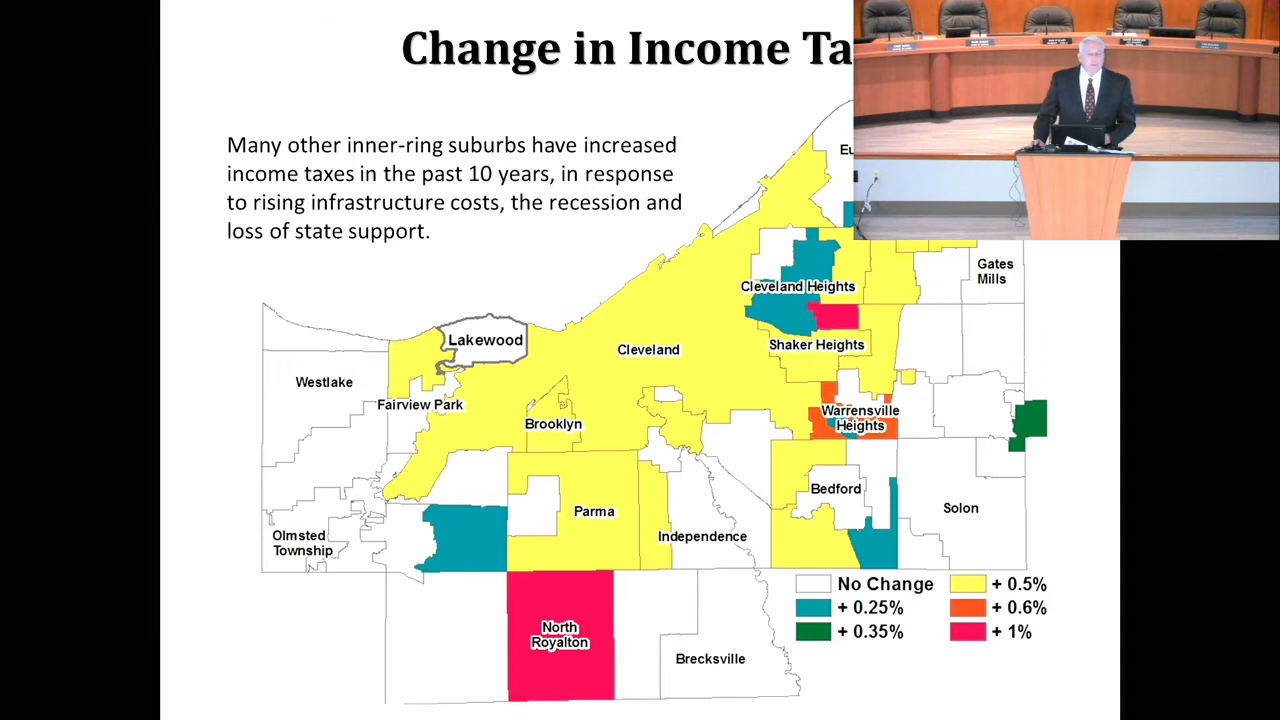 Change in Income Ta
Many other inner-ring suburbs have increased
income taxes in the past 10 years, in response
to rising infrastructure costs, the recession and
loss of state support.
Eu
Gates
Mills
Cleveland Heights
Lakewood
Cleveland
Shaker Heights
Westlake
Fairview Park
Brooklyn
Warrensville
Heights
Bedford
Parma
Solon
Olmsted
Township
Independence
No Change
+ 0.5%
+ 0.25%
+ 0.6%
+ 0.35%
+ 1%
North
Royalton
Brecksville